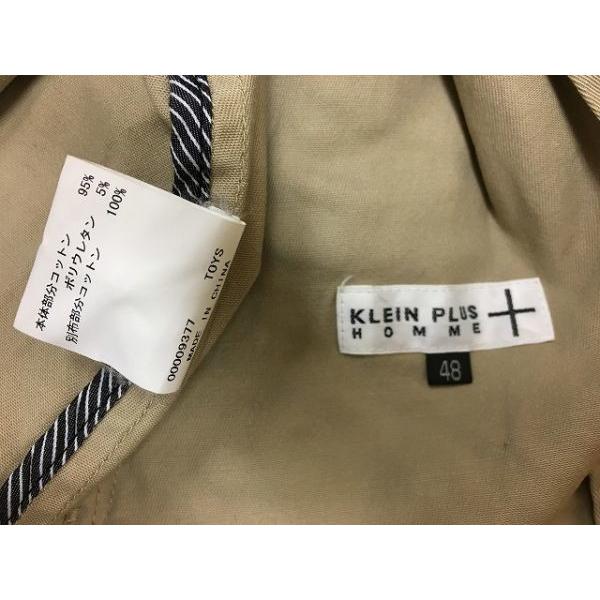 本体部分コットン 95%
ポリウレタン 5%
別布部分コットン 100%
TOYS
MADE IN CHINA
00009377
KLEIN PLUS
HOMME
48